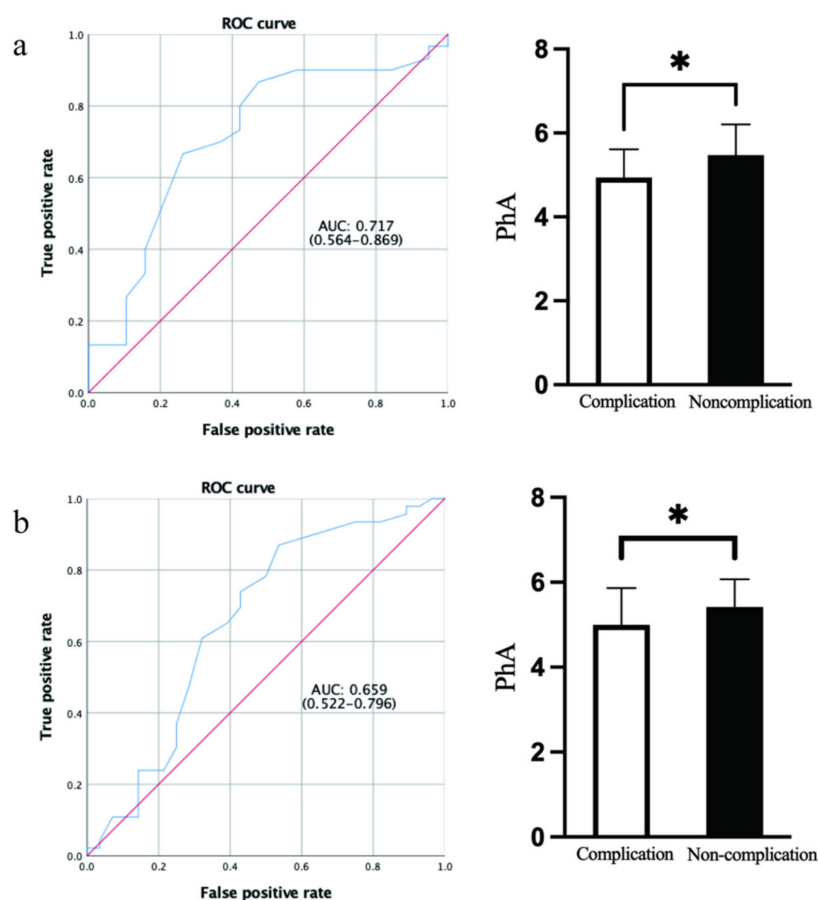 a
ROC curve
1.0
0.8
0.6
0.4
0.2
0.0
0.0 0.2 0.4 0.6 0.8 1.0
True positive rate
False positive rate
AUC: 0.717
(0.564–0.869)
8
6
4
2
0
PhA
*
Complication Noncomplication
b
ROC curve
1.0
0.8
0.6
0.4
0.2
0.0
0.0 0.2 0.4 0.6 0.8 1.0
True positive rate
False positive rate
AUC: 0.659
(0.522–0.796)
8
6
4
2
0
PhA
*
Complication Non-complication